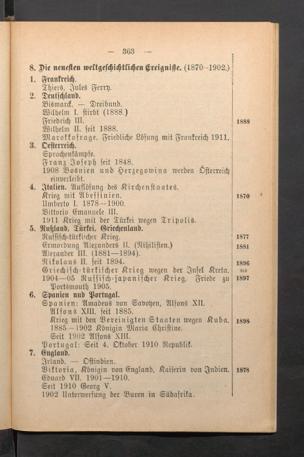 — 363 —
8. Die neuesten weltgeschichtlichen Ereignisse. (1870–1902.)
1. Frankreich.
Thiers, Jules Ferry.
2. Deutschland.
Bismarck. — Dreibund.
Wilhelm I. stirbt (1888.) 1888
Friedrich III.
Wilhelm II. seit 1888.
Marokkofrage. Friedliche Lösung mit Frankreich 1911.
3. Oesterreich.
Sprachenkämpfe.
Franz Joseph seit 1848.
1908 Bosnien und Herzegowina werden Österreich
einverleibt.
4. Italien. Auflösung des Kirchenstaates. 1870
Krieg mit Abessinien.
Umberto I. 1878—1900.
Vittorio Emanuele III.
1911 Krieg mit der Türkei wegen Tripolis.
5. Rußland, Türkei, Griechenland.
Russisch-türkischer Krieg. 1877
Ermordung Alexanders II. (Nihilisten.) 1881
Alexander III. (1881—1894).
Nikolaus II. seit 1894. 1896
Griechisch-türkischer Krieg wegen der Insel Kreta. und
1904—05 Russisch-japanischer Krieg. Friede zu 1897
Portsmouth 1905.
6. Spanien und Portugal.
Spanien: Amadeus von Savoyen, Alfons XII.
Alfons XIII. seit 1885.
Krieg mit den Vereinigten Staaten wegen Kuba. 1898
1885—1902 Königin Maria Christine.
Seit 1902 Alfons XIII.
Portugal: Seit 4. Oktober 1910 Republik.
7. England.
Irland. — Ostindien.
Viktoria, Königin von England, Kaiserin von Indien. 1878
Eduard VII. 1901—1910.
Seit 1910 Georg V.
1902 Unterwerfung der Buren in Südafrika.